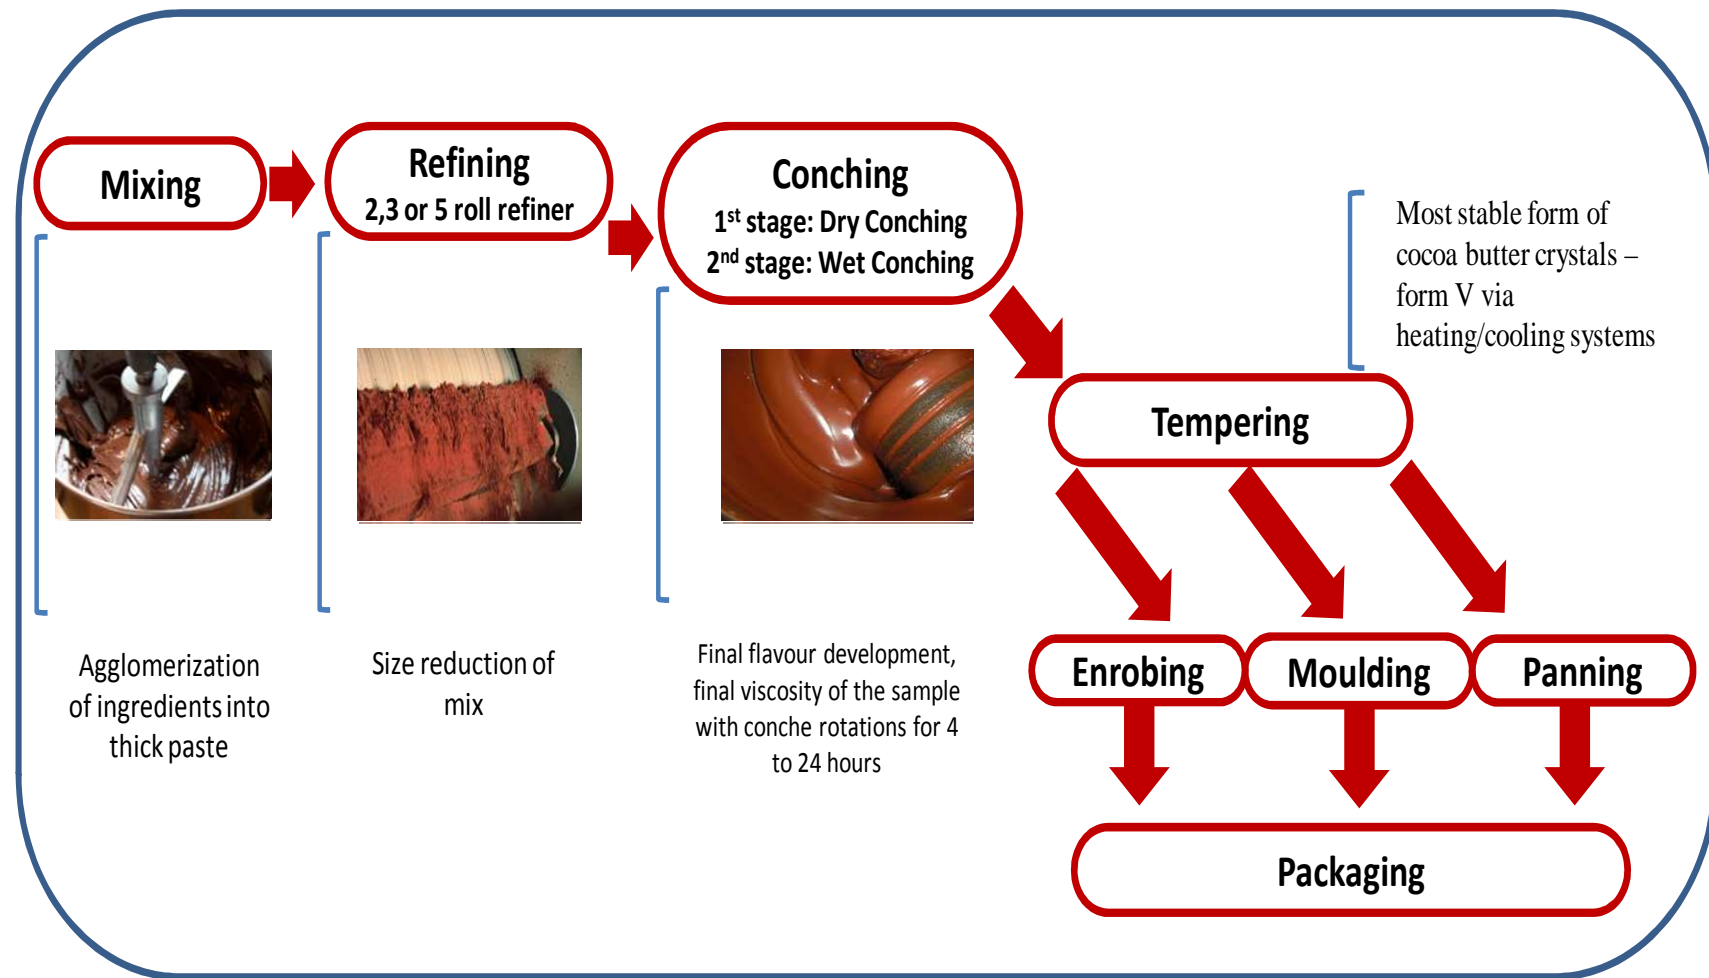 Mixing
Refining
2,3 or 5 roll refiner
Conching
1st stage: Dry Conching
2nd stage: Wet Conching
Most stable form of
cocoa butter crystals –
form V via
heating/cooling systems
Tempering
Agglomerization
of ingredients into
thick paste
Size reduction of
mix
Final flavour development,
final viscosity of the sample
with conche rotations for 4
to 24 hours
Enrobing
Moulding
Panning
Packaging